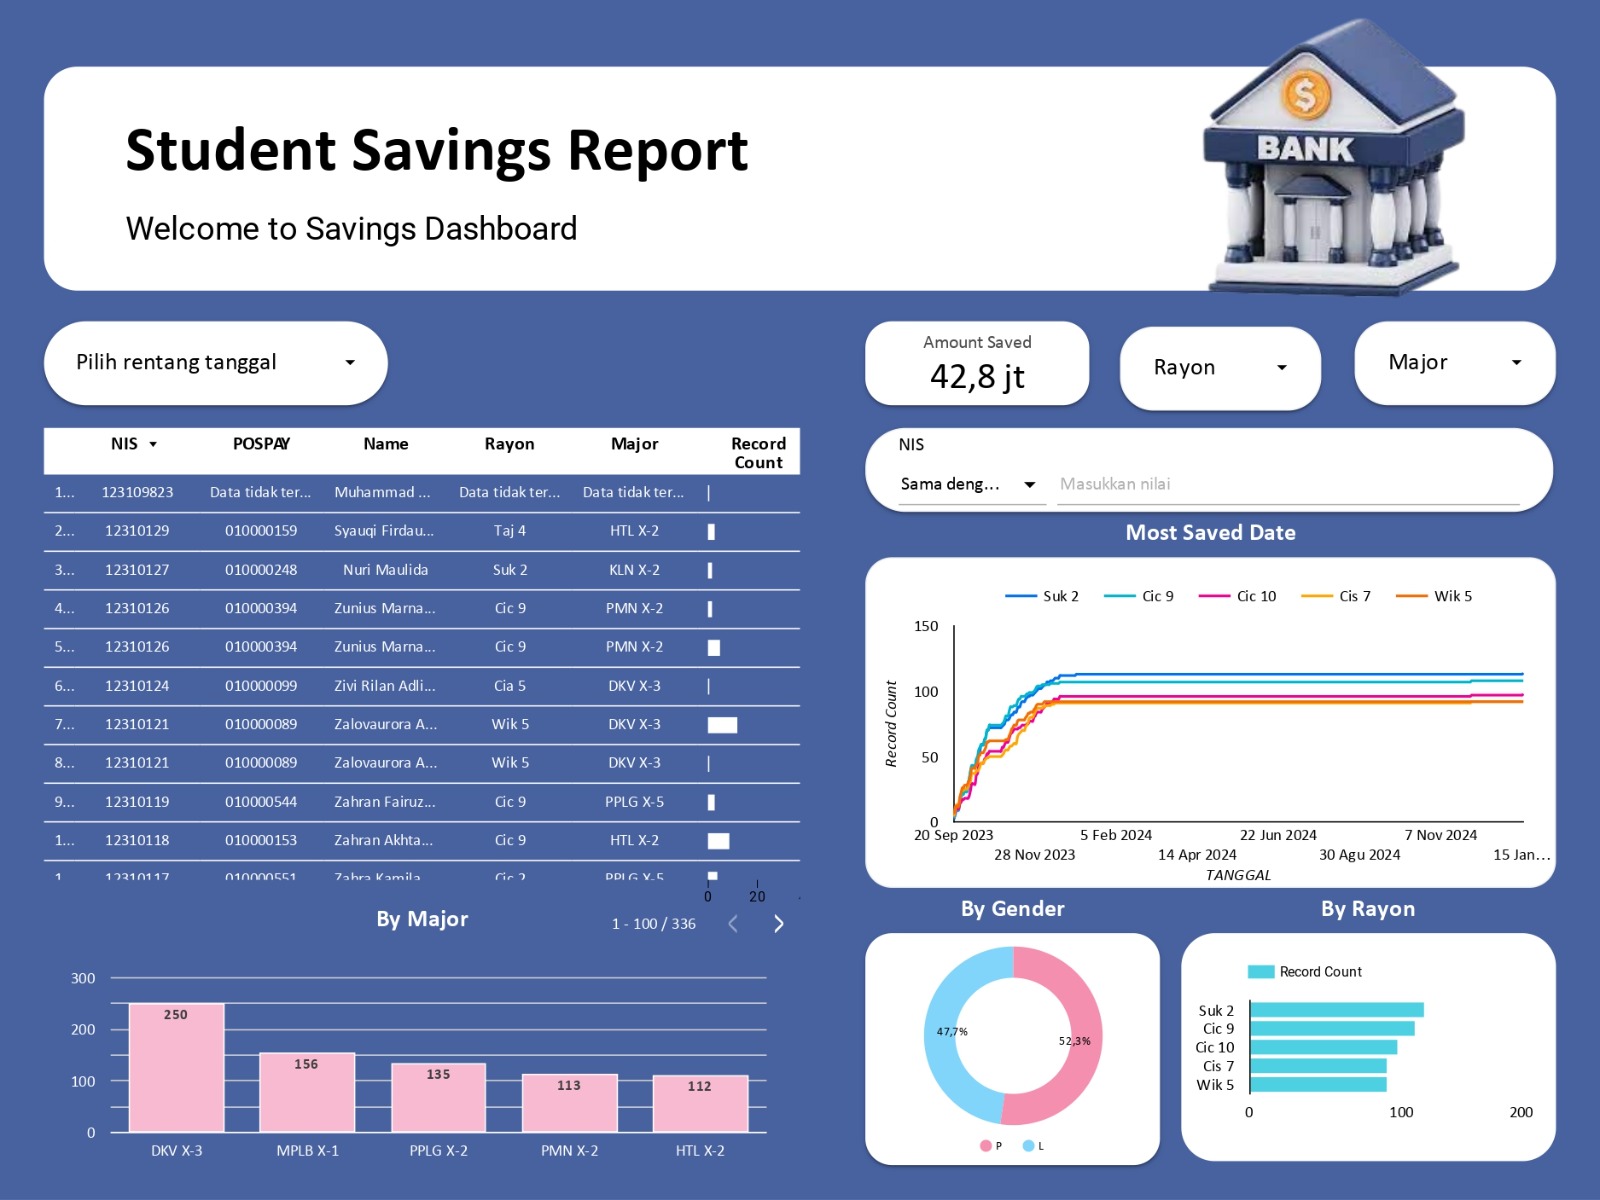 BANK
Student Savings Report
Welcome to Savings Dashboard
Pilih rentang tanggal
Amount Saved
42,8 jt
Rayon
Major
NIS POSPAY Name Rayon Major Record Count
1... 123109823 Data tidak ter... Muhammad ... Data tidak ter... Data tidak ter...
2... 12310129 010000159 Syauqi Firdau... Taj 4 HTL X-2
3... 12310127 010000248 Nuri Maulida Suk 2 KLN X-2
4... 12310126 010000394 Zunius Marna... Cic 9 PMN X-2
5... 12310126 010000394 Zunius Marna... Cic 9 PMN X-2
6... 12310124 010000099 Zivi Rilan Adli... Cia 5 DKV X-3
7... 12310121 010000089 Zalovaurora A... Wik 5 DKV X-3
8... 12310121 010000089 Zalovaurora A... Wik 5 DKV X-3
9... 12310119 010000544 Zahran Fairuz... Cic 9 PPLG X-5
1... 12310118 010000153 Zahran Akhta... Cic 9 HTL X-2
1... 12310117 010000551 Zahra Kamila... Cic 2 PPLG X-5
0 20
1 - 100 / 336
NIS
Sama deng... Masukkan nilai
Most Saved Date
Suk 2 Cic 9 Cic 10 Cis 7 Wik 5
Record Count
150
100
50
0
20 Sep 2023 5 Feb 2024 22 Jun 2024 7 Nov 2024
28 Nov 2023 14 Apr 2024 30 Agu 2024 15 Jan...
TANGGAL
By Major
300
200
100
0
250 156 135 113 112
DKV X-3 MPLB X-1 PPLG X-2 PMN X-2 HTL X-2
By Gender
47,7%
52,3%
P L
By Rayon
Record Count
Suk 2
Cic 9
Cic 10
Cis 7
Wik 5
0 100 200